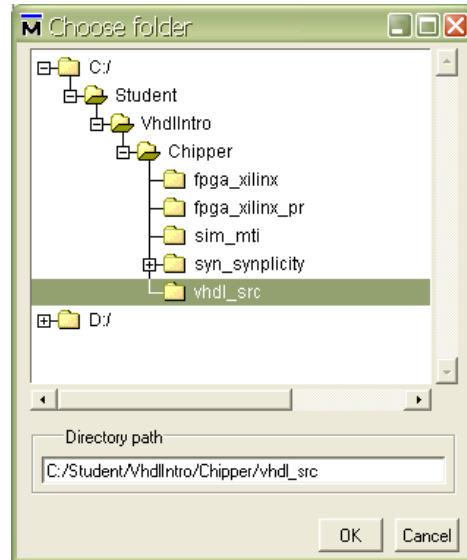 M Choose folder
C:/
Student
VhdlIntro
Chipper
fpga_xilinx
fpga_xilinx_pr
sim_mti
syn_synplicity
vhdl_src
D:/
Directory path
C:/Student/VhdlIntro/Chipper/vhdl_src
OK Cancel